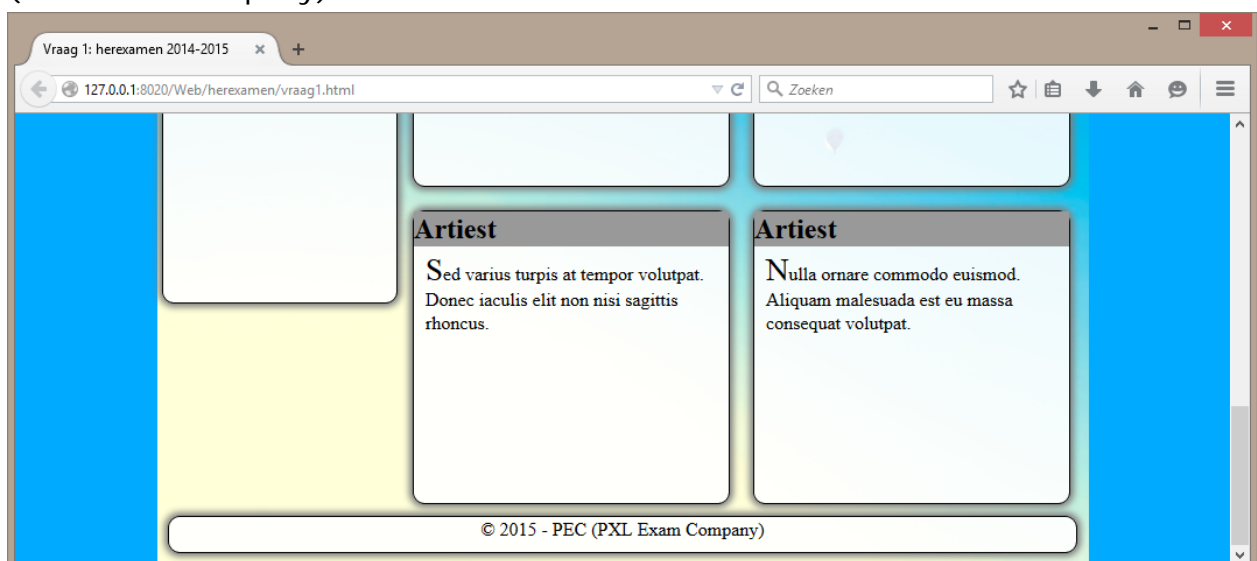 Vraag 1: herexamen 2014-2015
127.0.0.1:8020/Web/herexamen/vraag1.html
Zoeken
Artiest
Sed varius turpis at tempor volutpat.
Donec iaculis elit non nisi sagittis
rhoncus.
Artiest
Nulla ornare commodo euismod.
Aliquam malesuada est eu massa
consequat volutpat.
© 2015 - PEC (PXL Exam Company)